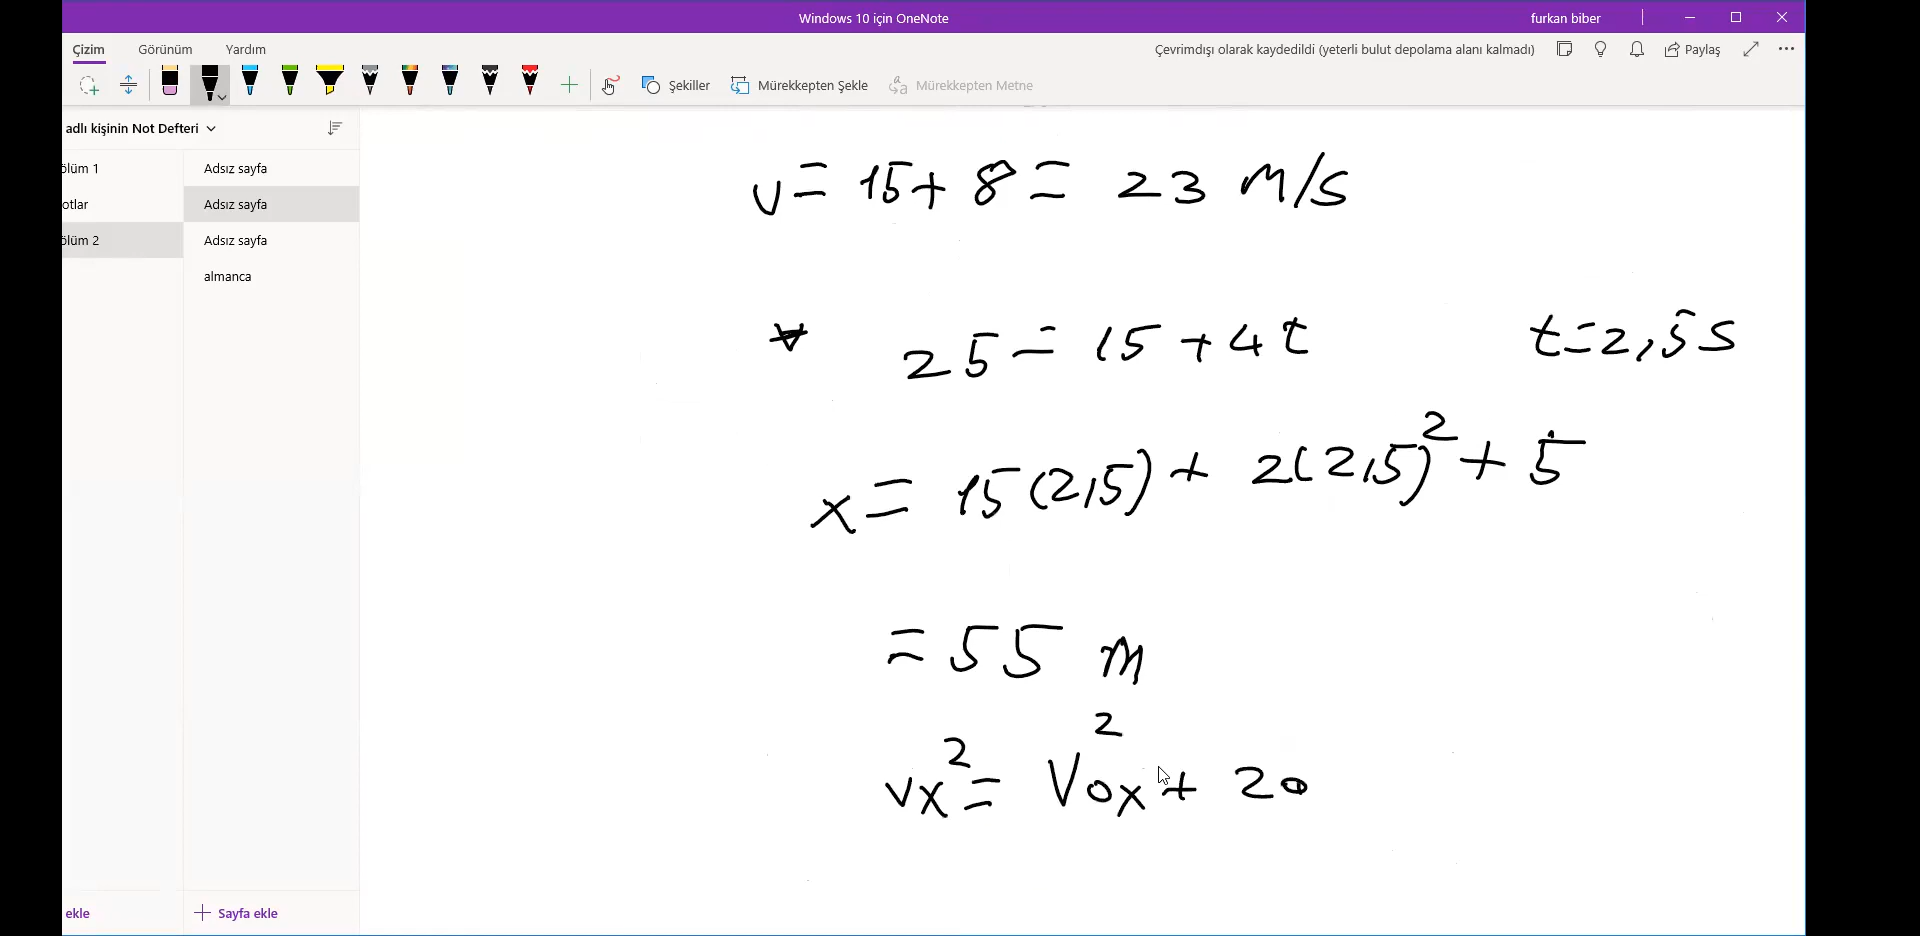 Windows 10 için OneNote
furkan biber
Çizim Görünüm Yardım
Çevrimdışı olarak kaydedildi (yeterli bulut depolama alanı kalmadı) Paylaş
Şekiller Mürekkepten Şekle Mürekkepten Metne
adlı kişinin Not Defteri
ölüm 1
otlar
ölüm 2
Adsız sayfa
Adsız sayfa
Adsız sayfa
almanca
v = 15 + 8 = 23 m/s
25 = 15 + 4t t = 2,5 s
x = 15(2,5) + 2(2,5)² + 5
= 55 m
vx² = V0x² + 2a
ekle
Sayfa ekle